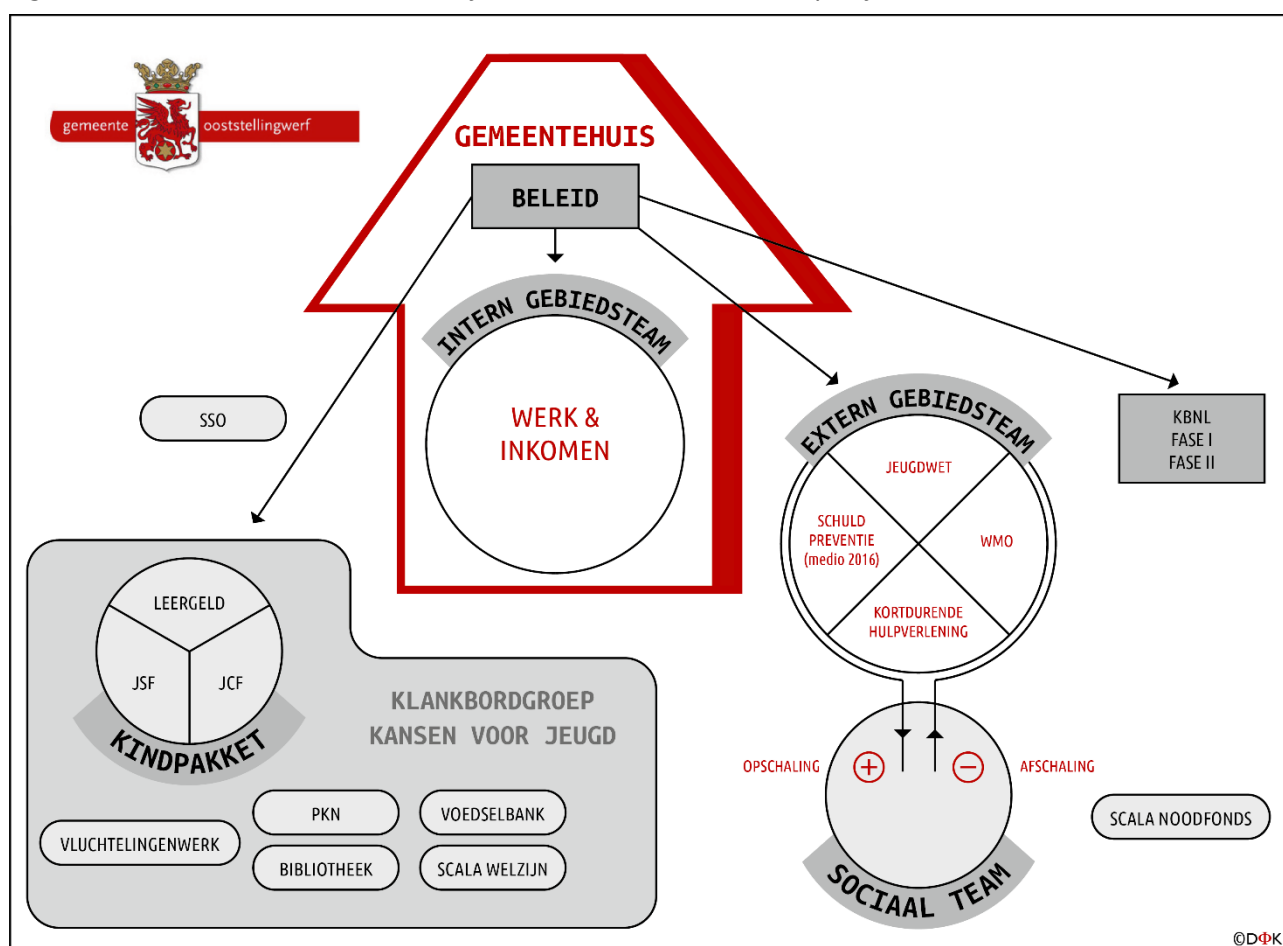 gemeente ooststellingwerf
GEMEENTEHUIS
BELEID
INTERN GEBIEDSTEAM
WERK &
INKOMEN
SSO
EXTERN GEBIEDSTEAM
JEUGDWET
SCHULD
PREVENTIE
(medio 2016)
WMO
KORTDURENDE
HULPVERLENING
KBNL
FASE I
FASE II
LEERGELD
JSF
JCF
KINDPAKKET
KLANKBORDGROEP
KANSEN VOOR JEUGD
VLUCHTELINGENWERK
PKN
VOEDSELBANK
BIBLIOTHEEK
SCALA WELZIJN
OPSCHALING
+
−
AFSCHALING
SOCIAAL TEAM
SCALA NOODFONDS
©DΦK